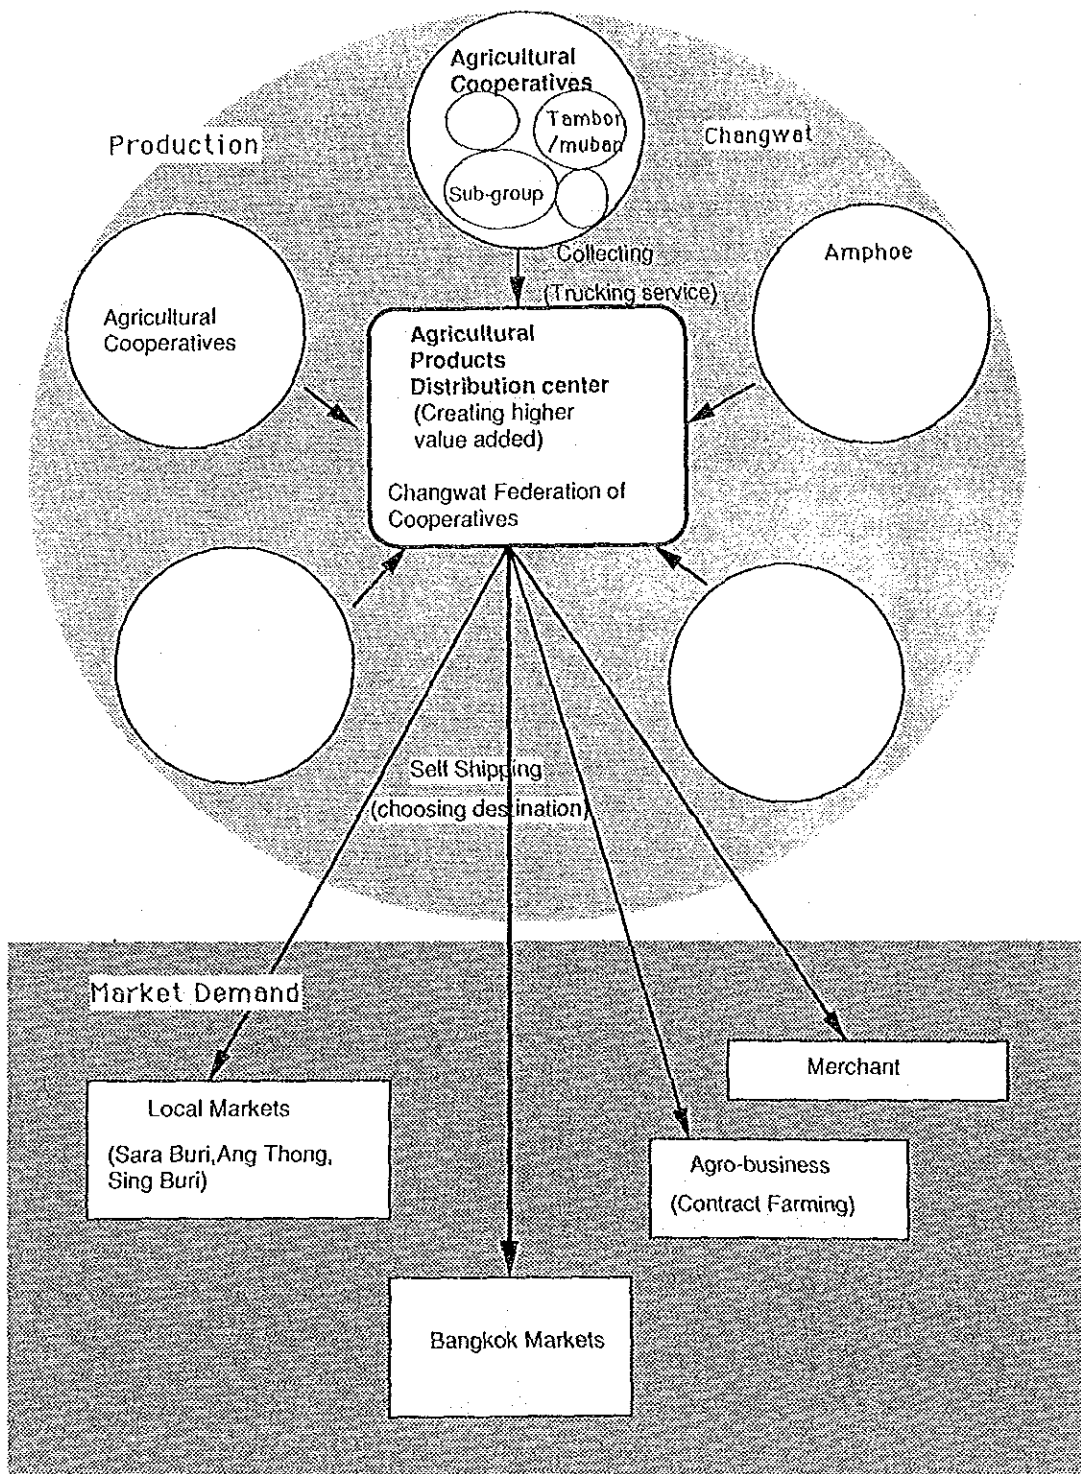 Agricultural
Cooperatives
Tambon
/muban
Sub-group
Production
Changwat
Collecting
(Trucking service)
Amphoe
Agricultural
Cooperatives
Agricultural
Products
Distribution center
(Creating higher
value added)
Changwat Federation of
Cooperatives
Self Shipping
(choosing destination)
Market Demand
Merchant
Local Markets
(Sara Buri,Ang Thong,
Sing Buri)
Agro-business
(Contract Farming)
Bangkok Markets